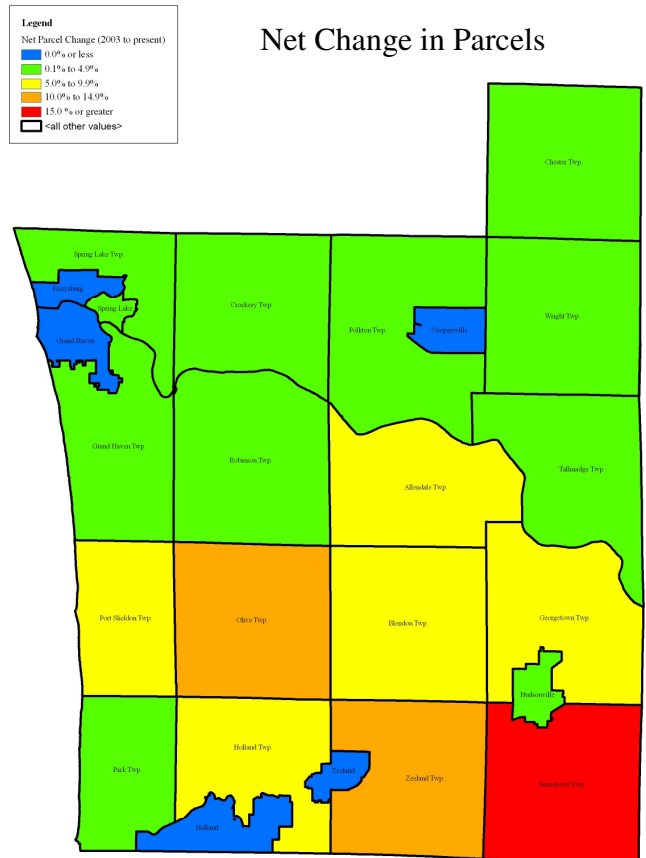 Net Change in Parcels
Legend
Net Parcel Change (2003 to present)
0.0% or less
0.1% to 4.9%
5.0% to 9.9%
10.0% to 14.9%
15.0 % or greater
<all other values>
Chester Twp.
Spring Lake Twp.
Ferrysburg
Spring Lake
Crockery Twp.
Polkton Twp.
Coopersville
Wright Twp.
Grand Haven
Grand Haven Twp.
Robinson Twp.
Allendale Twp.
Tallmadge Twp.
Port Sheldon Twp.
Olive Twp.
Blendon Twp.
Georgetown Twp.
Hudsonville
Park Twp.
Holland Twp.
Zeeland
Zeeland Twp.
Jamestown Twp.
Holland